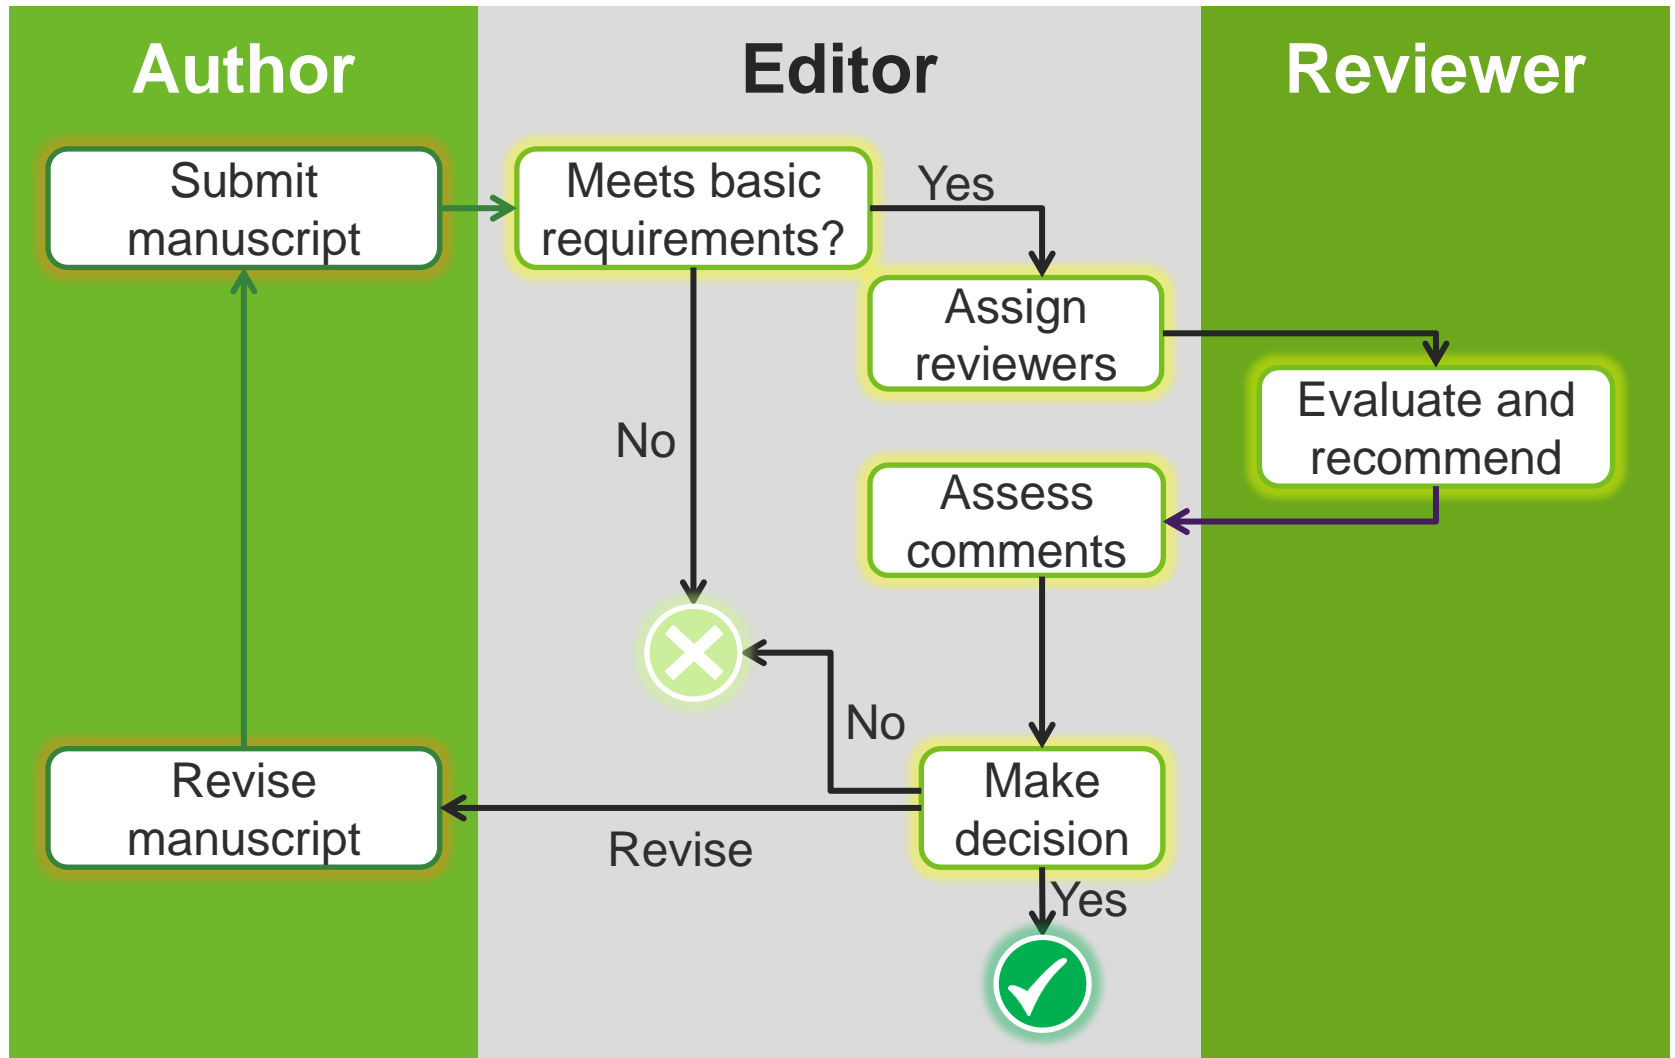 Author
Editor
Reviewer
Submit
manuscript
Meets basic
requirements?
Yes
Assign
reviewers
Evaluate and
recommend
No
Assess
comments
No
Revise
manuscript
Revise
Make
decision
Yes